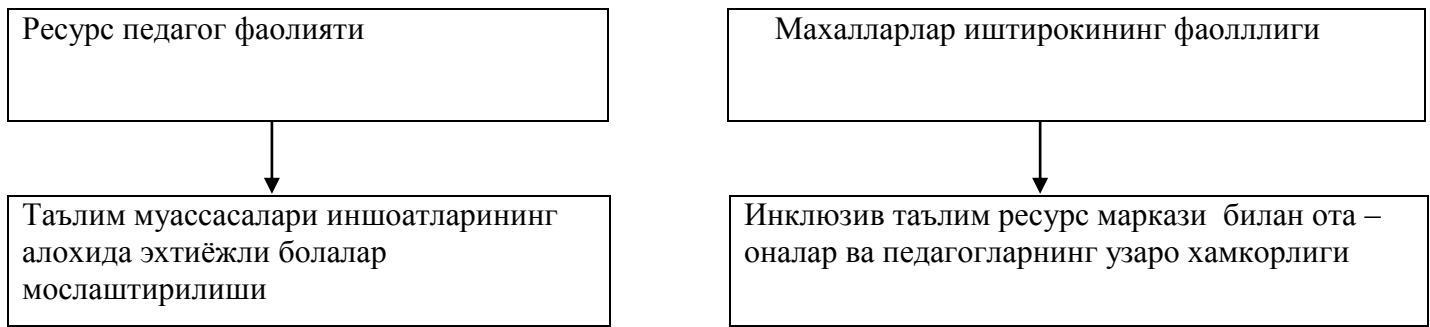 Ресурс педагог фаолияти
Махалларлар иштирокининг фаолллиги
Таълим муассасалари иншоатларининг
алохида эхтиёжли болалар
мослаштирилиши
Инклюзив таълим ресурс маркази билан ота –
оналар ва педагогларнинг узаро хамкорлиги